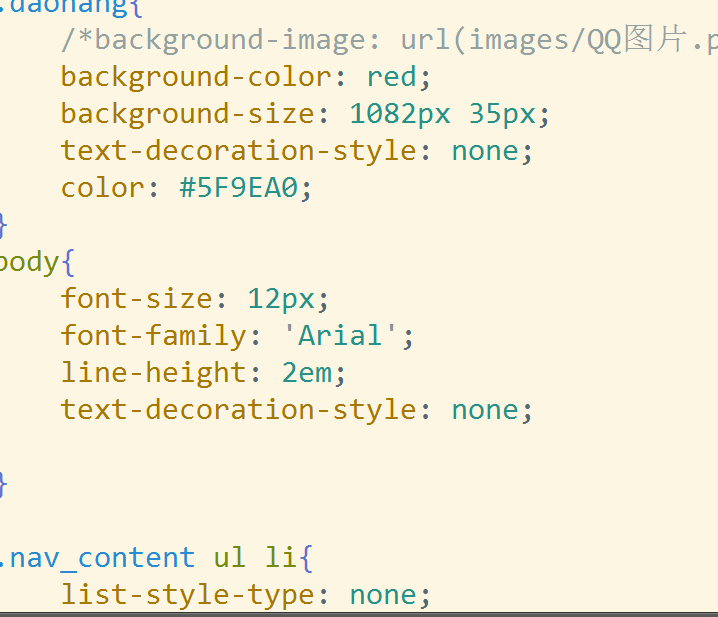 .daohang{
/*background-image: url(images/QQ图片.p
background-color: red;
background-size: 1082px 35px;
text-decoration-style: none;
color: #5F9EA0;
}
body{
font-size: 12px;
font-family: 'Arial';
line-height: 2em;
text-decoration-style: none;
}
.nav_content ul li{
list-style-type: none;